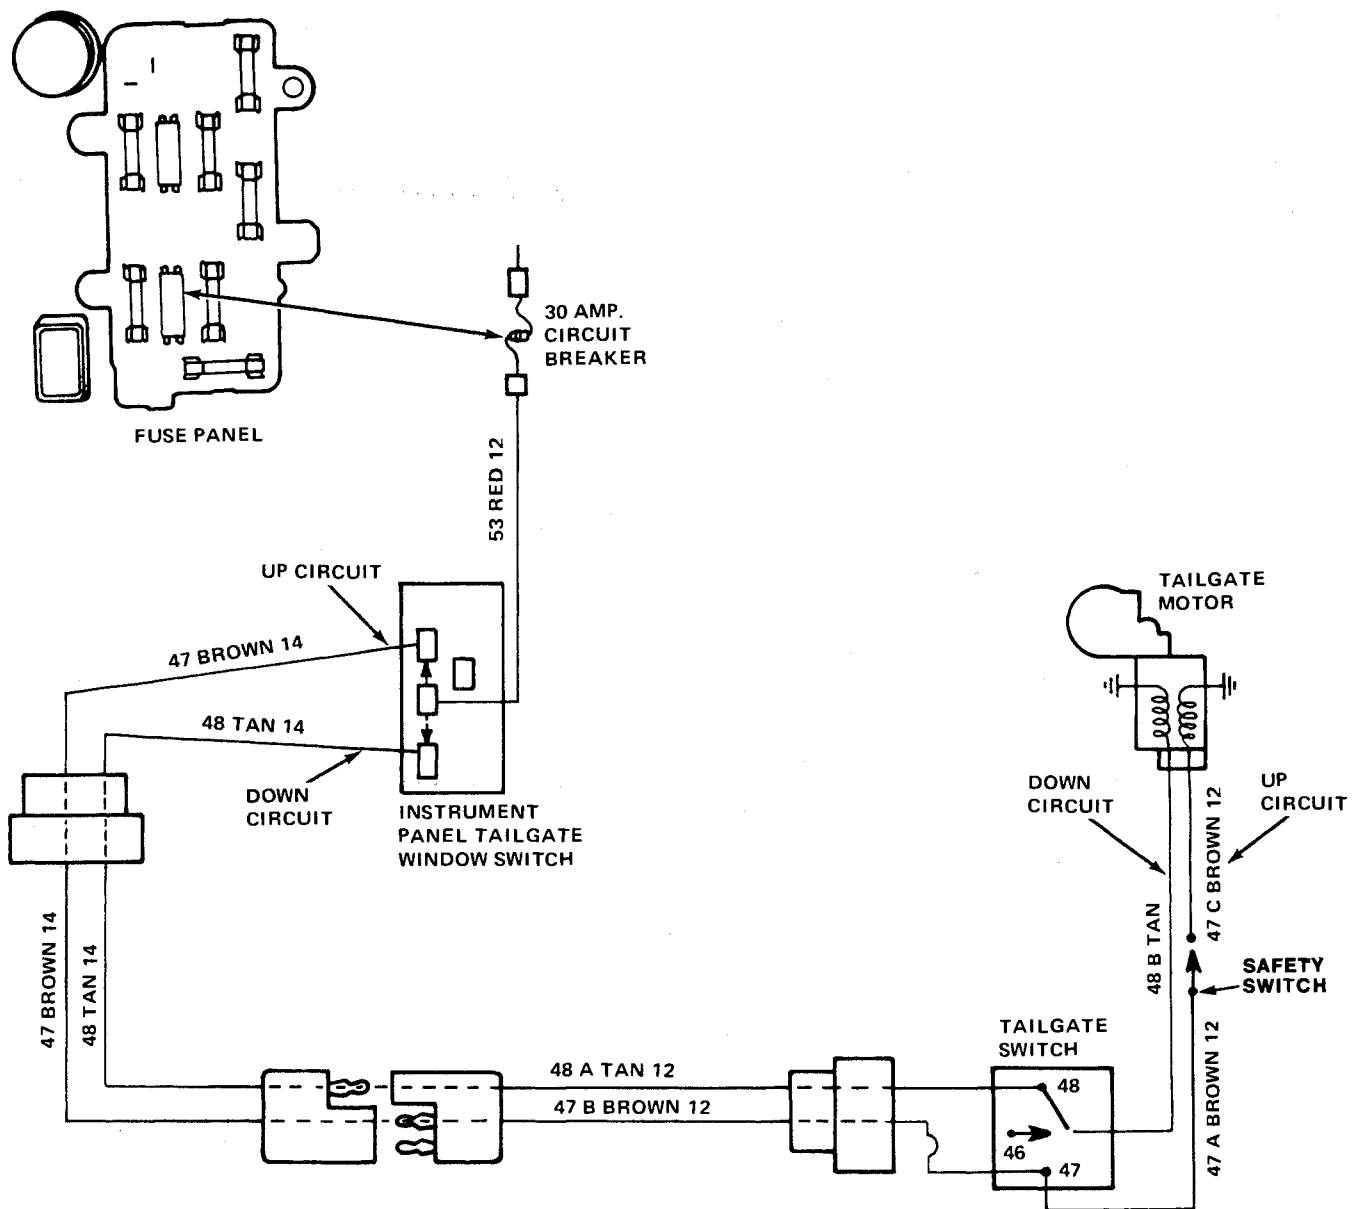 30 AMP.
CIRCUIT
BREAKER
FUSE PANEL
53 RED 12
UP CIRCUIT
47 BROWN 14
48 TAN 14
DOWN
CIRCUIT
INSTRUMENT
PANEL TAILGATE
WINDOW SWITCH
TAILGATE
MOTOR
DOWN
CIRCUIT
UP
CIRCUIT
47 C BROWN 12
48 B TAN
SAFETY
SWITCH
47 A BROWN 12
47 BROWN 14
48 TAN 14
48 A TAN 12
47 B BROWN 12
TAILGATE
SWITCH
48
46
47